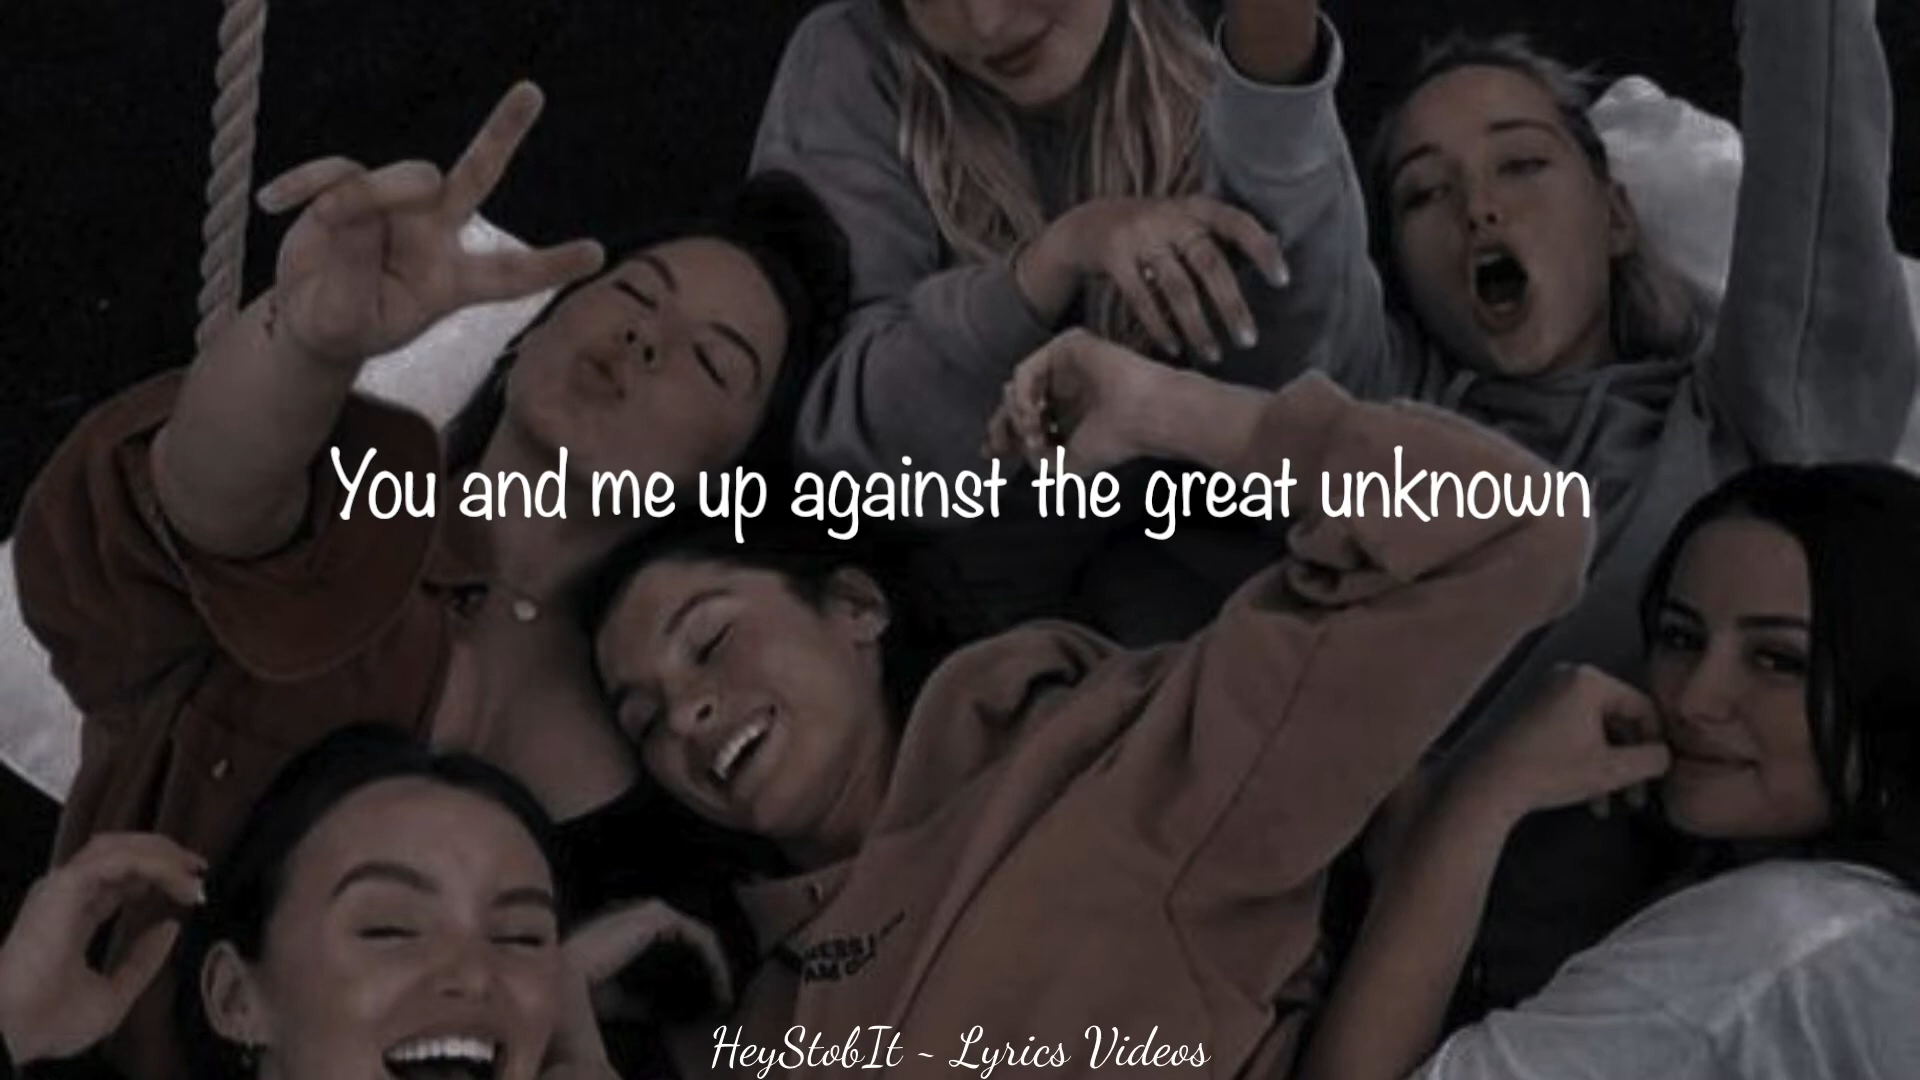 You and me up against the great unknown
HeyStobIt ~ Lyrics Videos